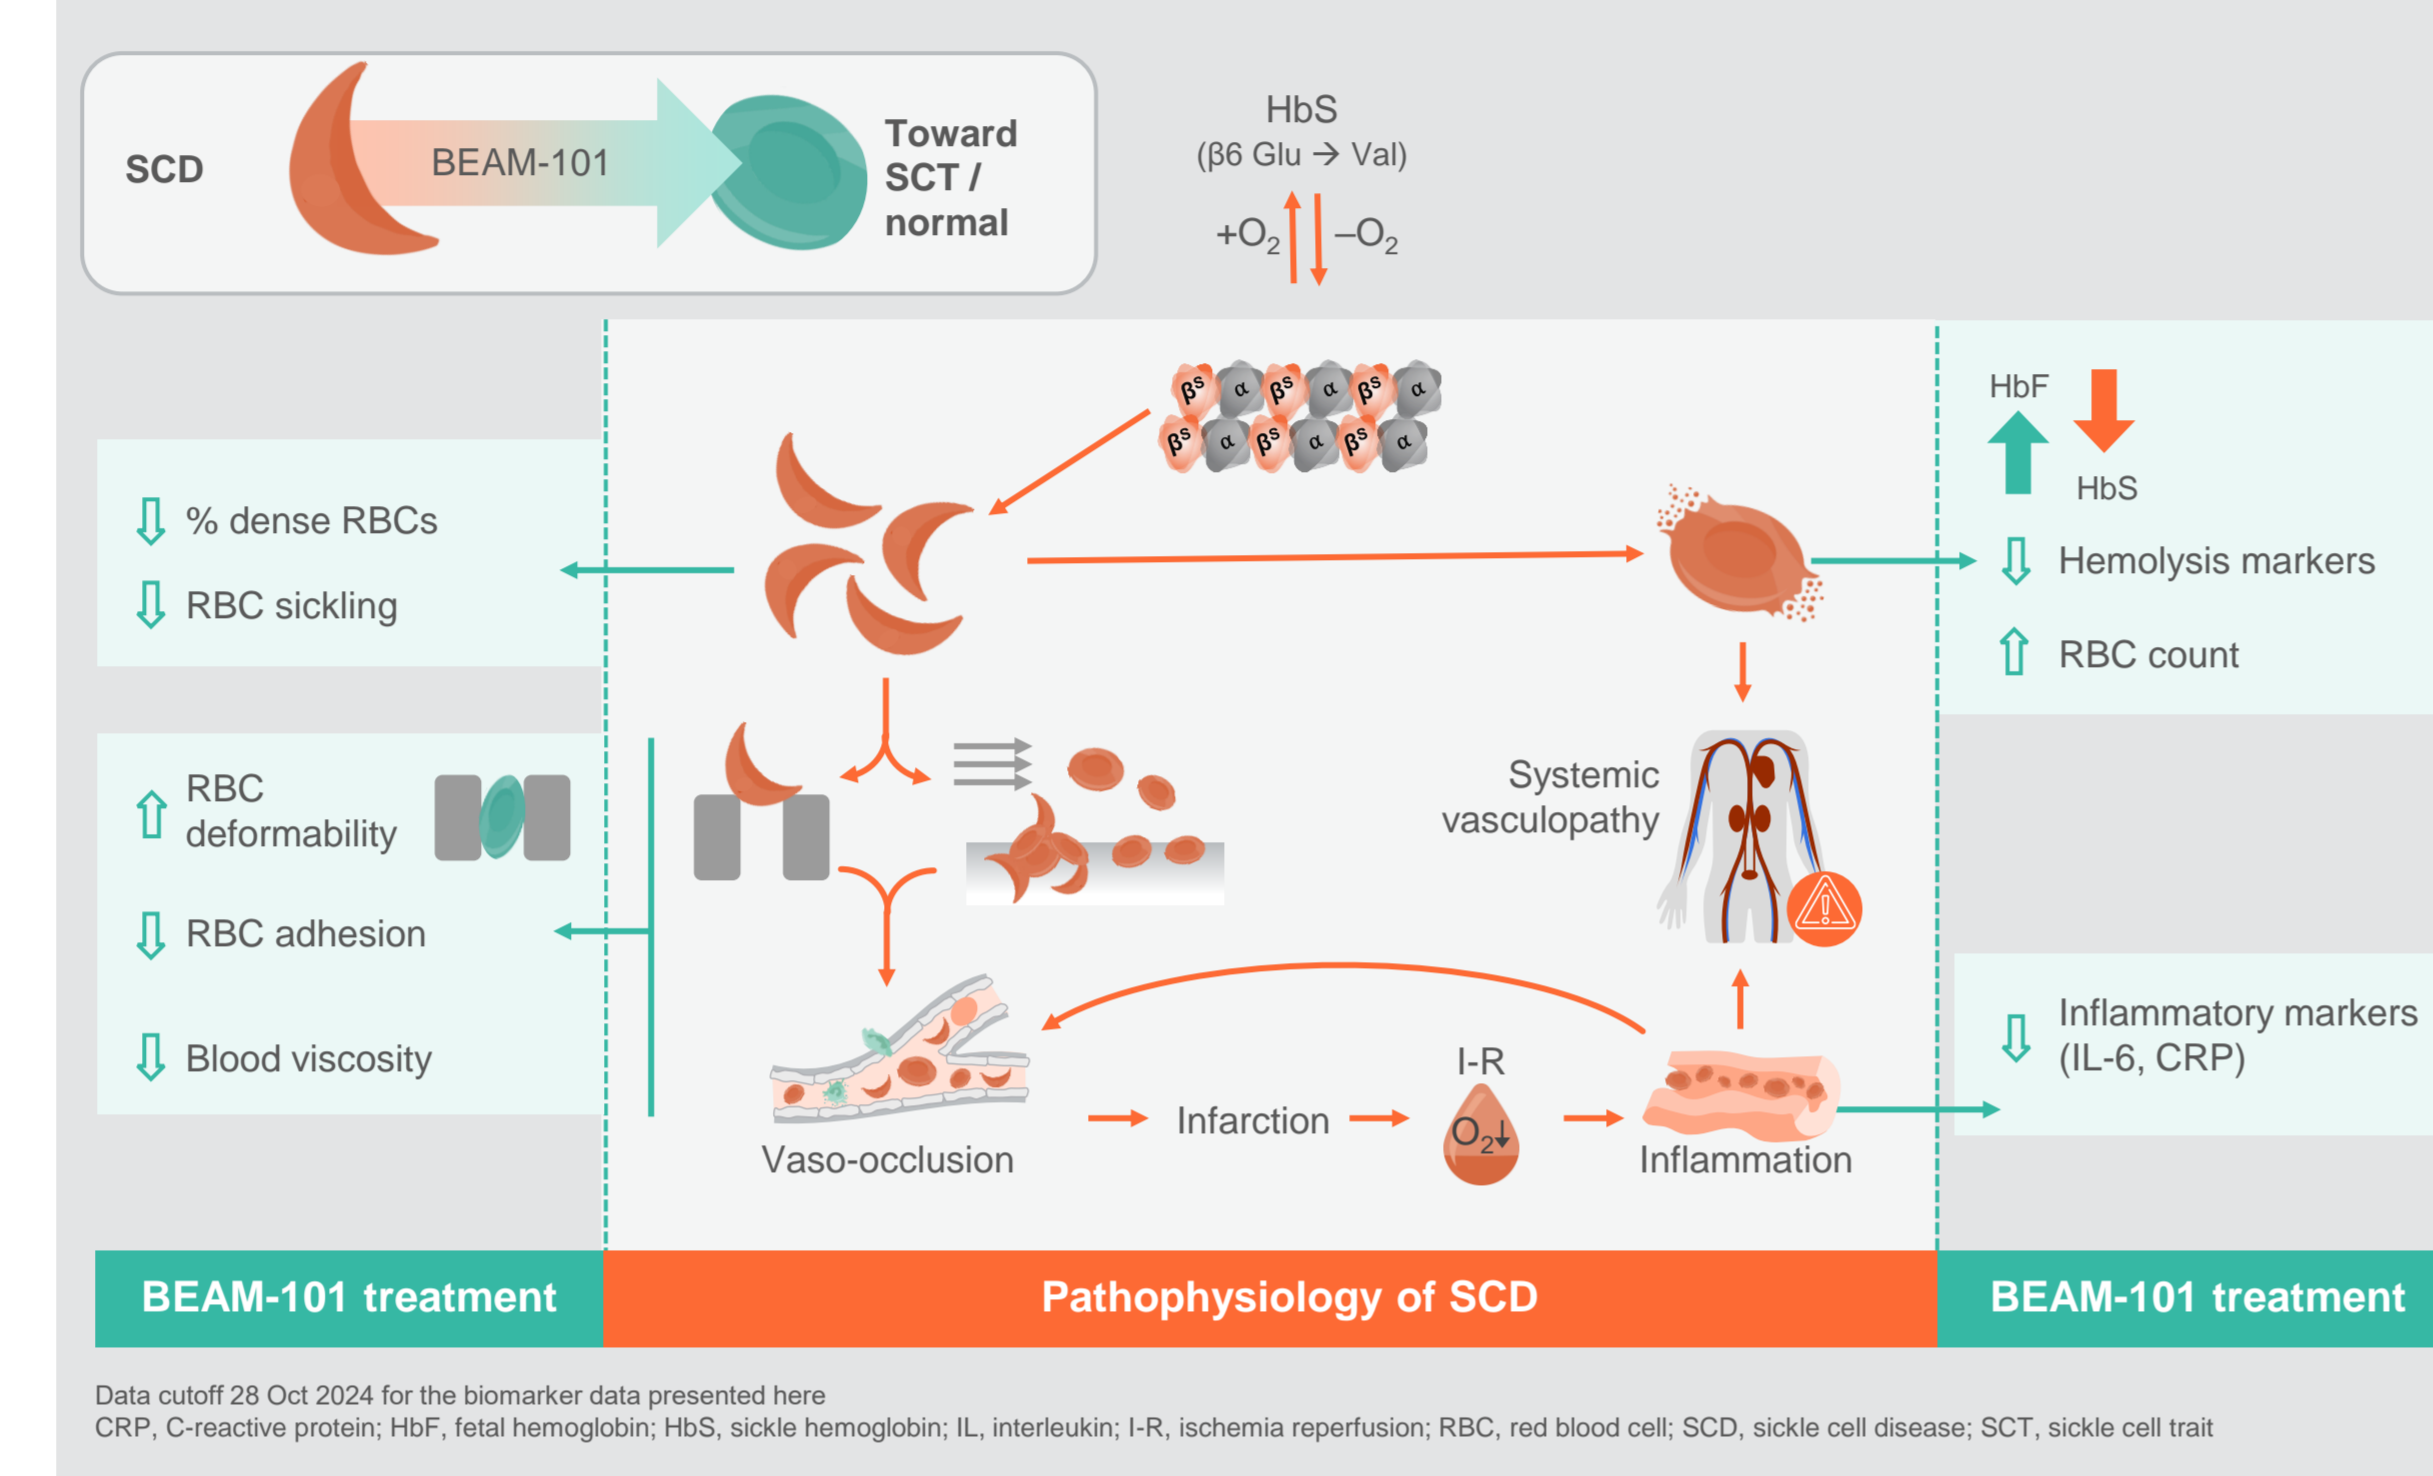 SCD
BEAM-101
Toward
SCT /
normal
HbS
(β6 Glu → Val)
+O₂
–O₂
βˢ α βˢ α βˢ α
βˢ α βˢ α βˢ α
% dense RBCs
RBC sickling
RBC
deformability
RBC adhesion
Blood viscosity
Systemic
vasculopathy
Vaso-occlusion
Infarction
I-R
O₂↓
Inflammation
HbF
HbS
Hemolysis markers
RBC count
Inflammatory markers
(IL-6, CRP)
BEAM-101 treatment
Pathophysiology of SCD
BEAM-101 treatment
Data cutoff 28 Oct 2024 for the biomarker data presented here
CRP, C-reactive protein; HbF, fetal hemoglobin; HbS, sickle hemoglobin; IL, interleukin; I-R, ischemia reperfusion; RBC, red blood cell; SCD, sickle cell disease; SCT, sickle cell trait